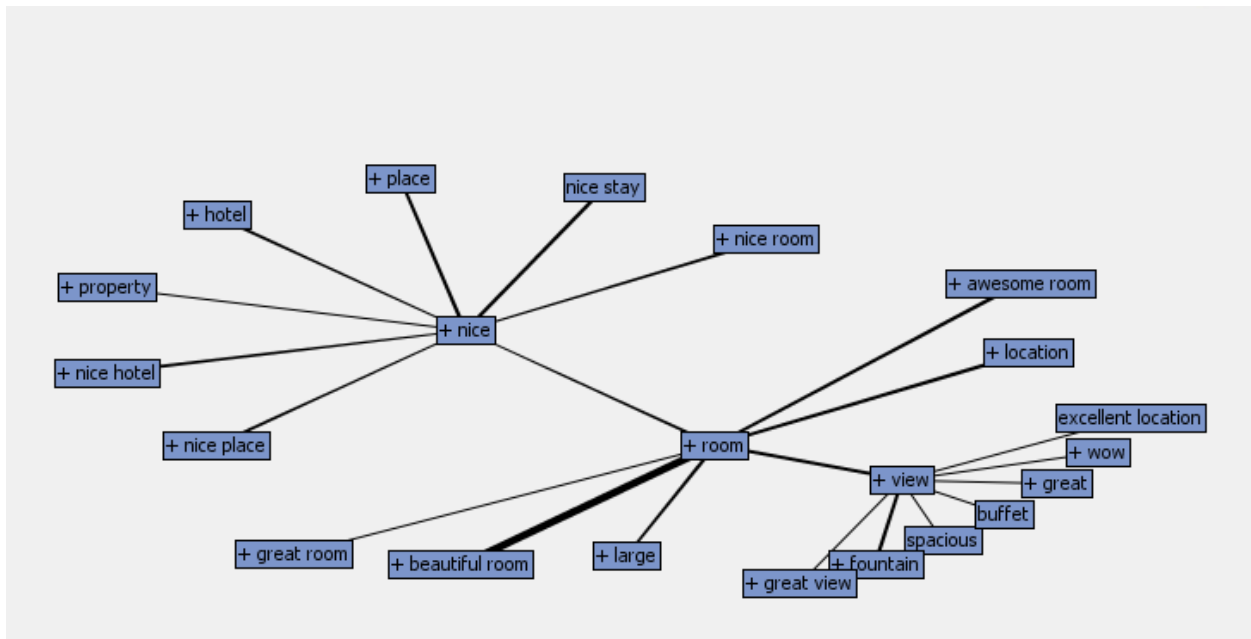 + place
nice stay
+ hotel
+ nice room
+ property
+ awesome room
+ nice
+ location
+ nice hotel
excellent location
+ nice place
+ room
+ wow
+ view
+ great
buffet
spacious
+ great room
+ beautiful room
+ large
+ fountain
+ great view